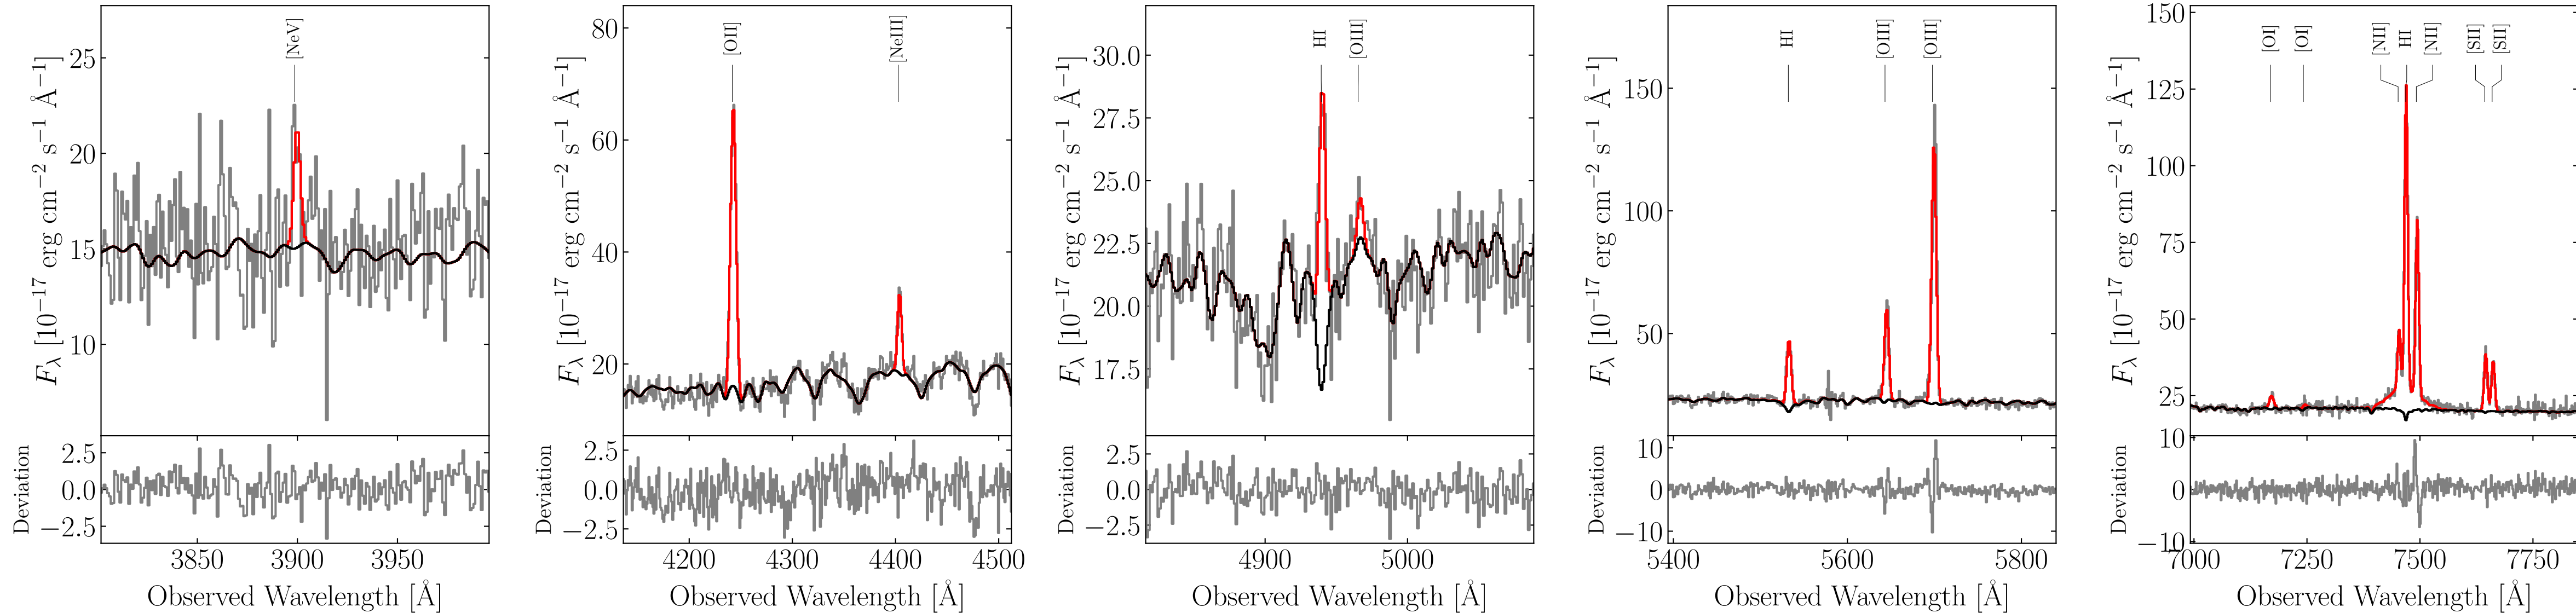 [NeV]
25
20
15
10
F_λ [10⁻¹⁷ erg cm⁻² s⁻¹ Å⁻¹]
2.5
0.0
−2.5
Deviation
3850 3900 3950
Observed Wavelength [Å]
[OII] [NeIII]
80
60
40
20
F_λ [10⁻¹⁷ erg cm⁻² s⁻¹ Å⁻¹]
2.5
0.0
−2.5
Deviation
4200 4300 4400 4500
Observed Wavelength [Å]
HI [OIII]
30.0
27.5
25.0
22.5
20.0
17.5
F_λ [10⁻¹⁷ erg cm⁻² s⁻¹ Å⁻¹]
2.5
0.0
−2.5
Deviation
4900 5000
Observed Wavelength [Å]
HI [OIII] [OIII]
150
100
50
F_λ [10⁻¹⁷ erg cm⁻² s⁻¹ Å⁻¹]
10
0
−10
Deviation
5400 5600 5800
Observed Wavelength [Å]
[OI] [OI] [NII] HI [NII] [SII] [SII]
150
125
100
75
50
25
F_λ [10⁻¹⁷ erg cm⁻² s⁻¹ Å⁻¹]
10
0
−10
Deviation
7000 7250 7500 7750
Observed Wavelength [Å]